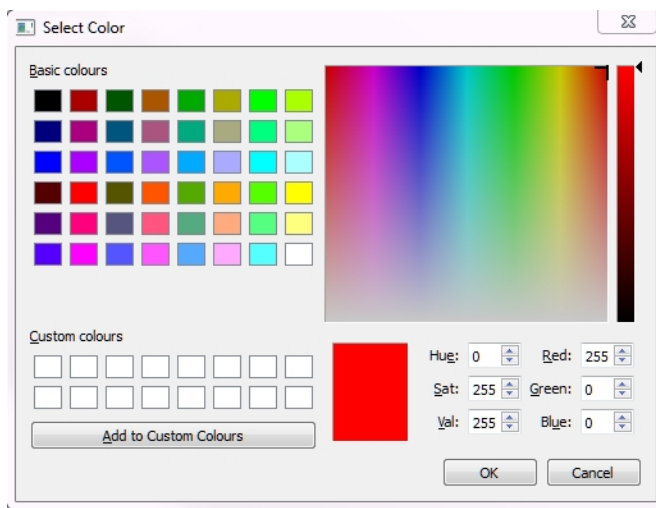 Select Color
Basic colours
Custom colours
Add to Custom Colours
Hue: 0 Red: 255
Sat: 255 Green: 0
Val: 255 Blue: 0
OK Cancel